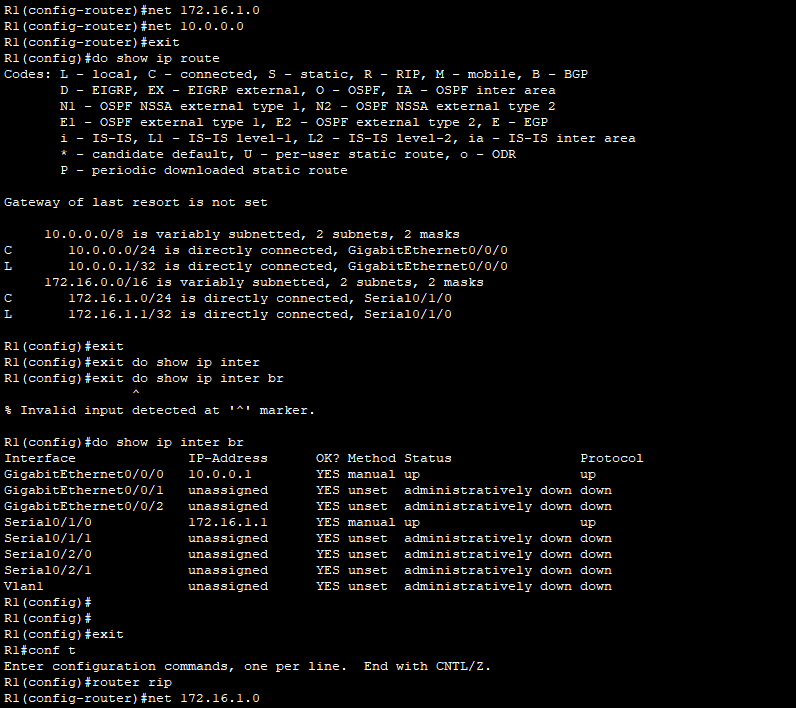 R1(config-router)#net 172.16.1.0
R1(config-router)#net 10.0.0.0
R1(config-router)#exit
R1(config)#do show ip route
Codes: L - local, C - connected, S - static, R - RIP, M - mobile, B - BGP
       D - EIGRP, EX - EIGRP external, O - OSPF, IA - OSPF inter area
       N1 - OSPF NSSA external type 1, N2 - OSPF NSSA external type 2
       E1 - OSPF external type 1, E2 - OSPF external type 2, E - EGP
       i - IS-IS, L1 - IS-IS level-1, L2 - IS-IS level-2, ia - IS-IS inter area
       * - candidate default, U - per-user static route, o - ODR
       P - periodic downloaded static route

Gateway of last resort is not set

     10.0.0.0/8 is variably subnetted, 2 subnets, 2 masks
C       10.0.0.0/24 is directly connected, GigabitEthernet0/0/0
L       10.0.0.1/32 is directly connected, GigabitEthernet0/0/0
     172.16.0.0/16 is variably subnetted, 2 subnets, 2 masks
C       172.16.1.0/24 is directly connected, Serial0/1/0
L       172.16.1.1/32 is directly connected, Serial0/1/0

R1(config)#exit
R1(config)#exit do show ip inter
R1(config)#exit do show ip inter br
                ^
% Invalid input detected at '^' marker.

R1(config)#do show ip inter br
Interface              IP-Address      OK? Method Status                Protocol
GigabitEthernet0/0/0   10.0.0.1        YES manual up                    up
GigabitEthernet0/0/1   unassigned      YES unset  administratively down down
GigabitEthernet0/0/2   unassigned      YES unset  administratively down down
Serial0/1/0            172.16.1.1      YES manual up                    up
Serial0/1/1            unassigned      YES unset  administratively down down
Serial0/2/0            unassigned      YES unset  administratively down down
Serial0/2/1            unassigned      YES unset  administratively down down
Vlan1                  unassigned      YES unset  administratively down down
R1(config)#
R1(config)#
R1(config)#exit
R1#conf t
Enter configuration commands, one per line.  End with CNTL/Z.
R1(config)#router rip
R1(config-router)#net 172.16.1.0